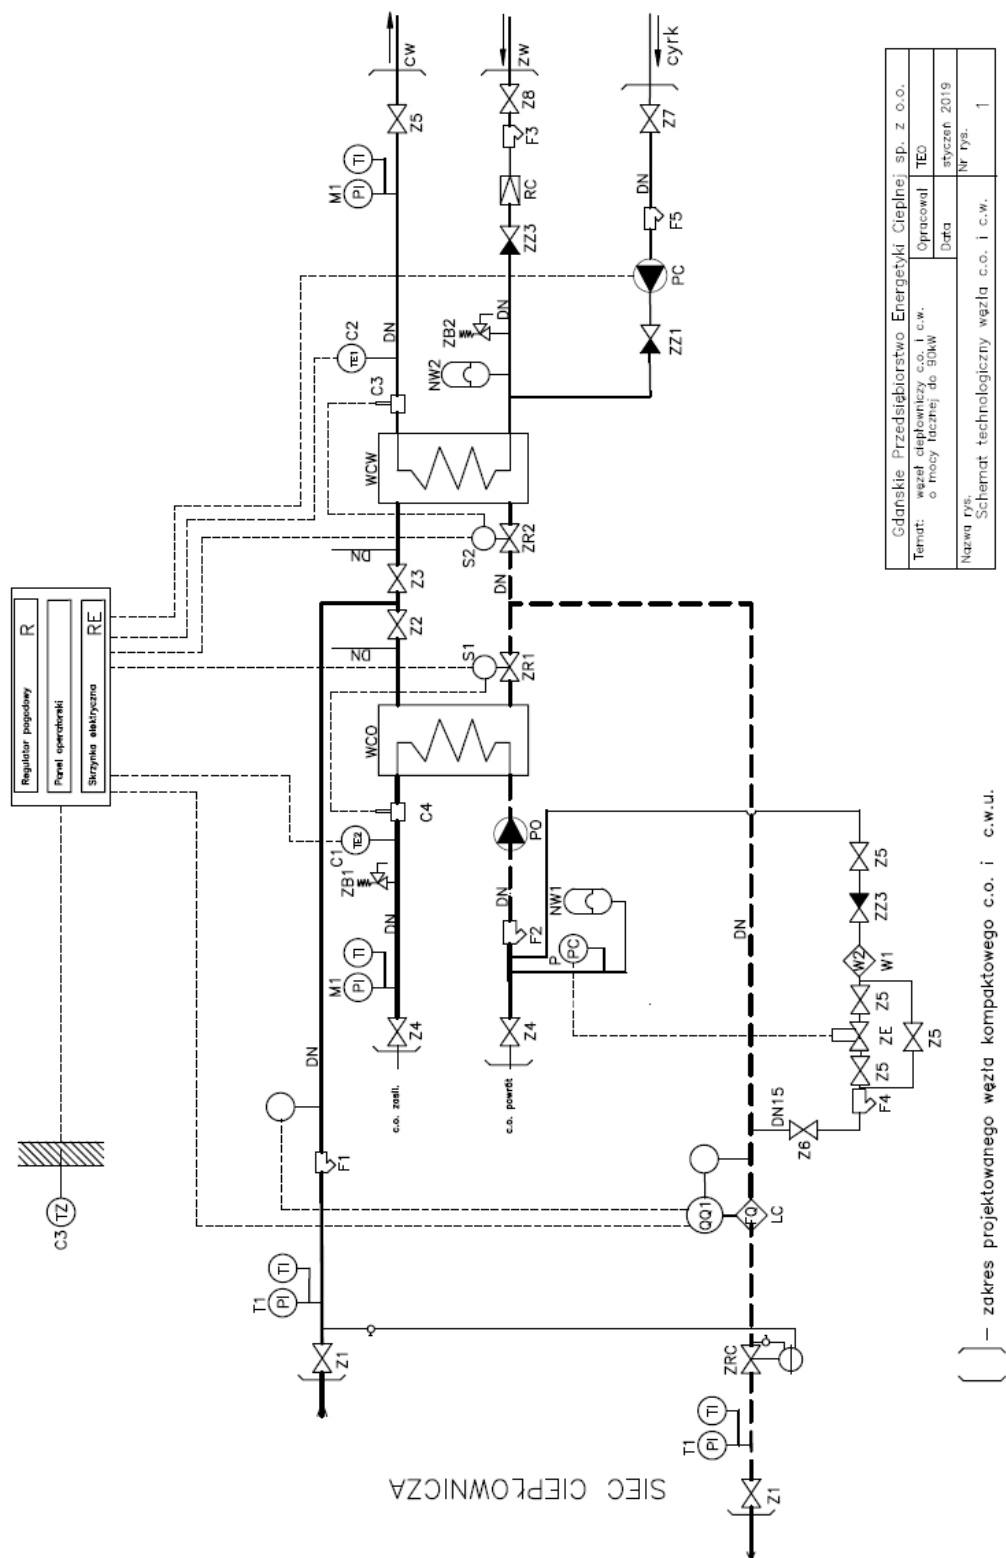 Regulator pogodowy R
Panel operatorski
Skrzynka elektryczna RE
C3 TZ
cw
Z5
TI
PI
M1
DN
C2
TE1
C3
WCW
zw
Z8
F3
RC
ZZ3
DN
ZB2
NW2
cyrk
Z7
DN
F5
PC
ZZ1
S2
ZR2
DN
DN
Z3
Z2
DN
S1
ZR1
WCO
C4
C1
TE2
ZB1
DN
TI
PI
M1
Z4
c.o. zasil.
PO
DN
F2
NW1
P
PC
Z4
c.o. powrót
DN
F1
TI
PI
T1
Z1
DN
Z5
ZZ3
W2
W1
Z5
ZE
Z5
Z5
F4
DN15
Z6
QQ1
FQ
LC
ZRC
TI
PI
T1
Z1
SIEC CIEPŁOWNICZA
( ) – zakres projektowanego węzła kompaktowego c.o. i c.w.u.
Gdańskie Przedsiębiorstwo Energetyki Cieplnej sp. z o.o.
Temat: węzeł ciepłowniczy c.o. i c.w.
o mocy łącznej do 90kW
Opracował TEO
Data styczeń 2019
Nazwa rys.
Schemat technologiczny węzła c.o. i c.w.
Nr rys.
1